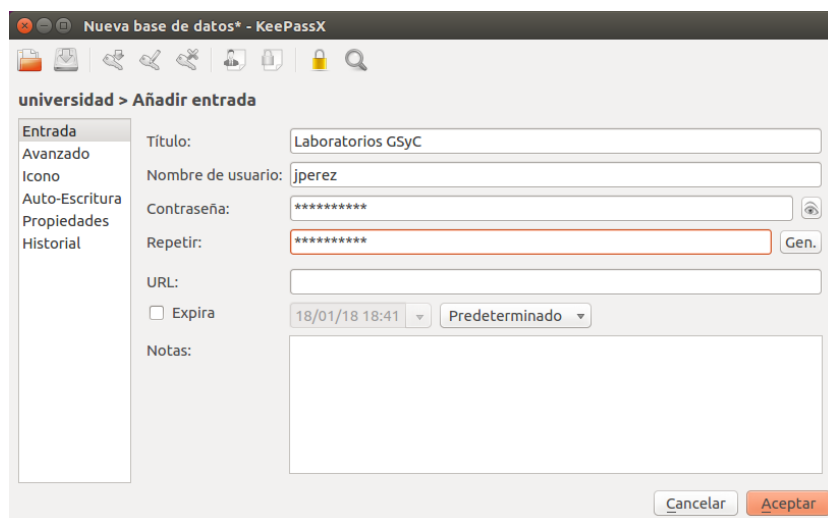 Nueva base de datos* - KeePassX
universidad > Añadir entrada
Entrada
Avanzado
Icono
Auto-Escritura
Propiedades
Historial
Título: Laboratorios GSyC
Nombre de usuario: jperez
Contraseña: **********
Repetir: ********** Gen.
URL:
Expira 18/01/18 18:41 Predeterminado
Notas:
Cancelar Aceptar